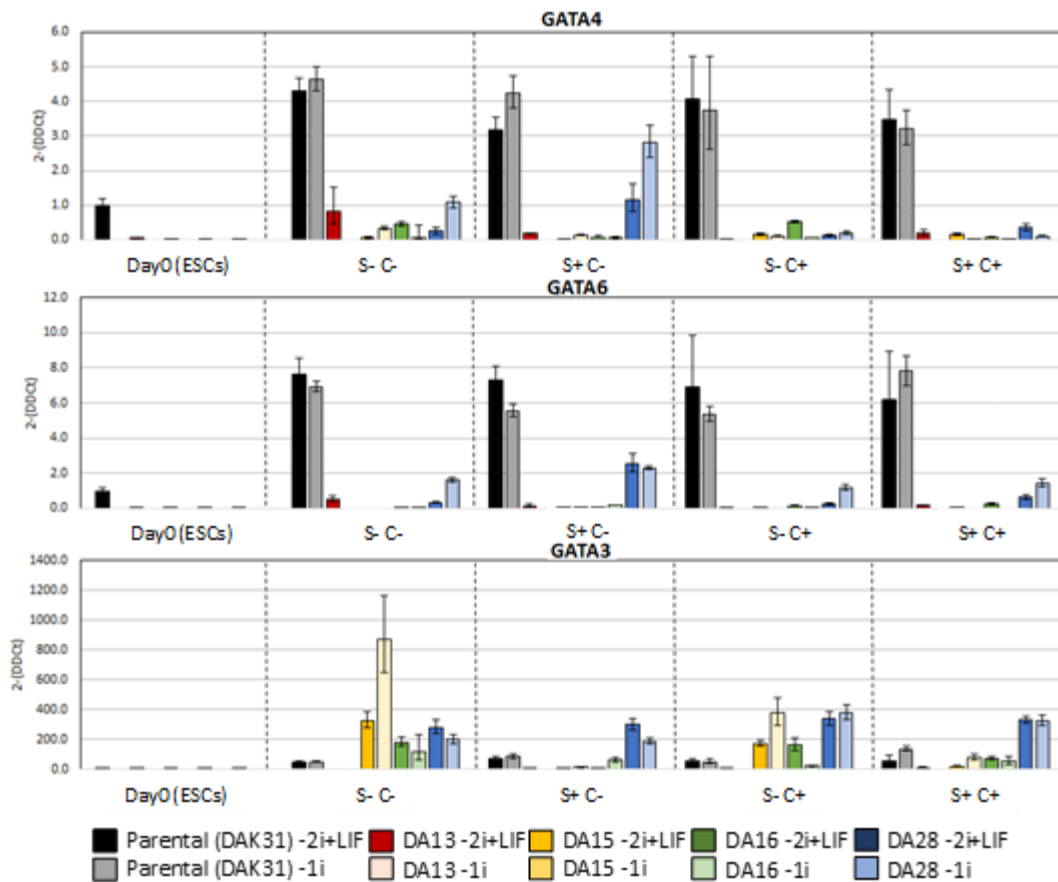 GATA4
6.0
5.0
4.0
3.0
2.0
1.0
0.0
2-(DDCt)
Day0 (ESCs) S- C- S+ C- S- C+ S+ C+
GATA6
12.0
10.0
8.0
6.0
4.0
2.0
0.0
2-(DDCt)
Day0 (ESCs) S- C- S+ C- S- C+ S+ C+
GATA3
1400.0
1200.0
1000.0
800.0
600.0
400.0
200.0
0.0
2-(DDCt)
Day0 (ESCs) S- C- S+ C- S- C+ S+ C+
Parental (DAK31) -2i+LIF DA13 -2i+LIF DA15 -2i+LIF DA16 -2i+LIF DA28 -2i+LIF
Parental (DAK31) -1i DA13 -1i DA15 -1i DA16 -1i DA28 -1i